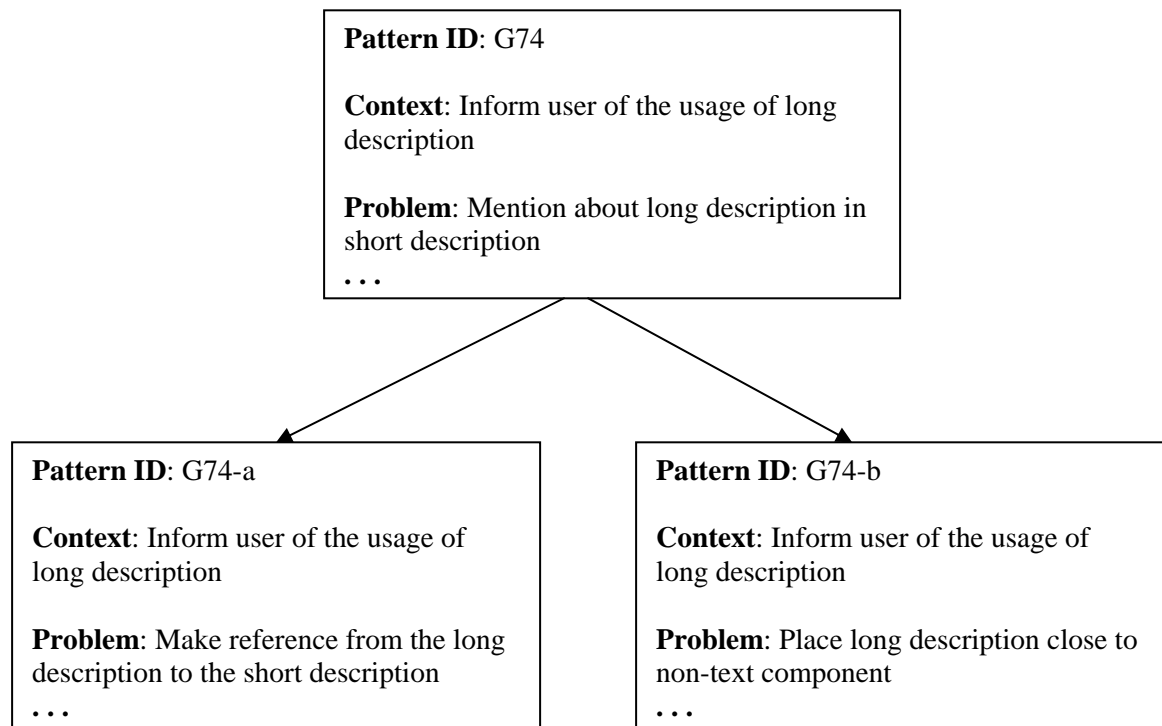 Pattern ID: G74
Context: Inform user of the usage of long
description
Problem: Mention about long description in
short description
. . .
Pattern ID: G74-a
Context: Inform user of the usage of
long description
Problem: Make reference from the long
description to the short description
. . .
Pattern ID: G74-b
Context: Inform user of the usage of
long description
Problem: Place long description close to
non-text component
. . .